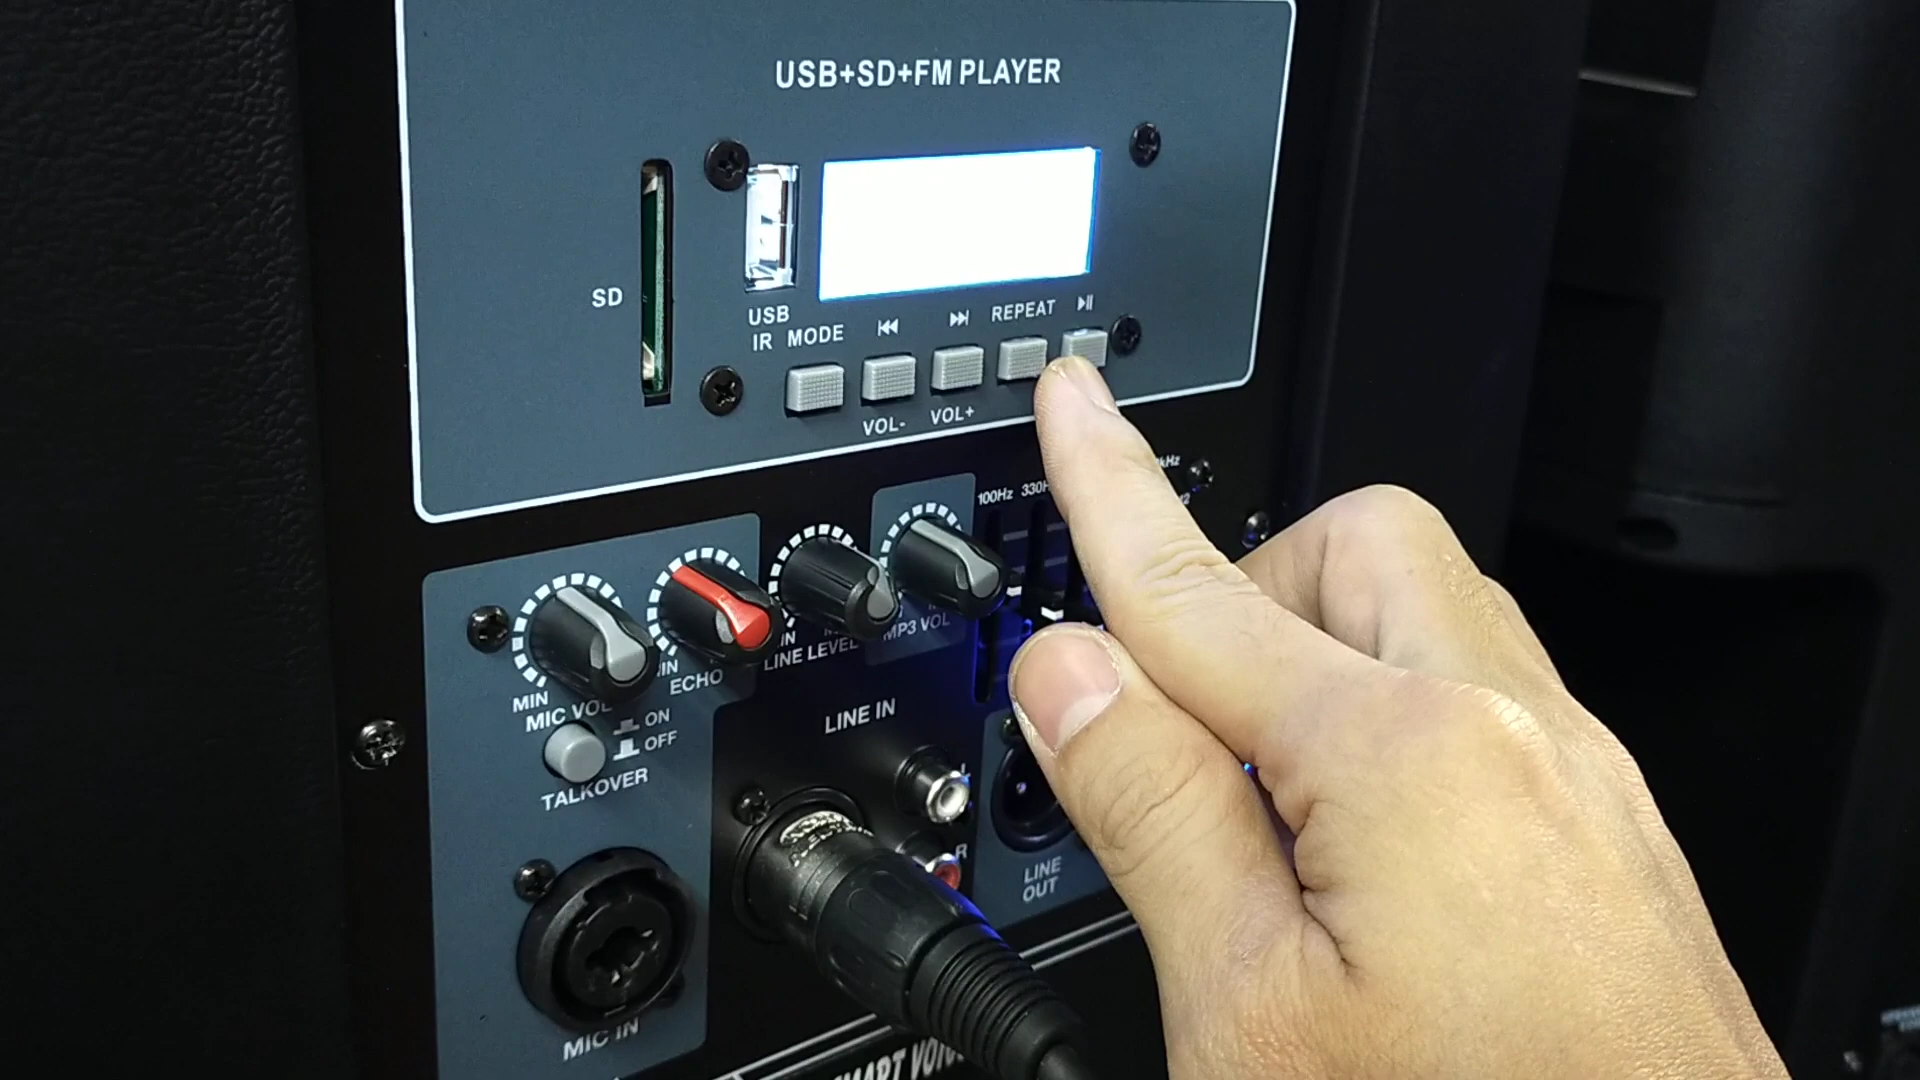 USB+SD+FM PLAYER
SD
USB
IR MODE
REPEAT
VOL- VOL+
100Hz
MIN
MIC VOL
ECHO
LINE LEVEL
MP3 VOL
ON
OFF
TALKOVER
LINE IN
R
LINE
OUT
MIC IN